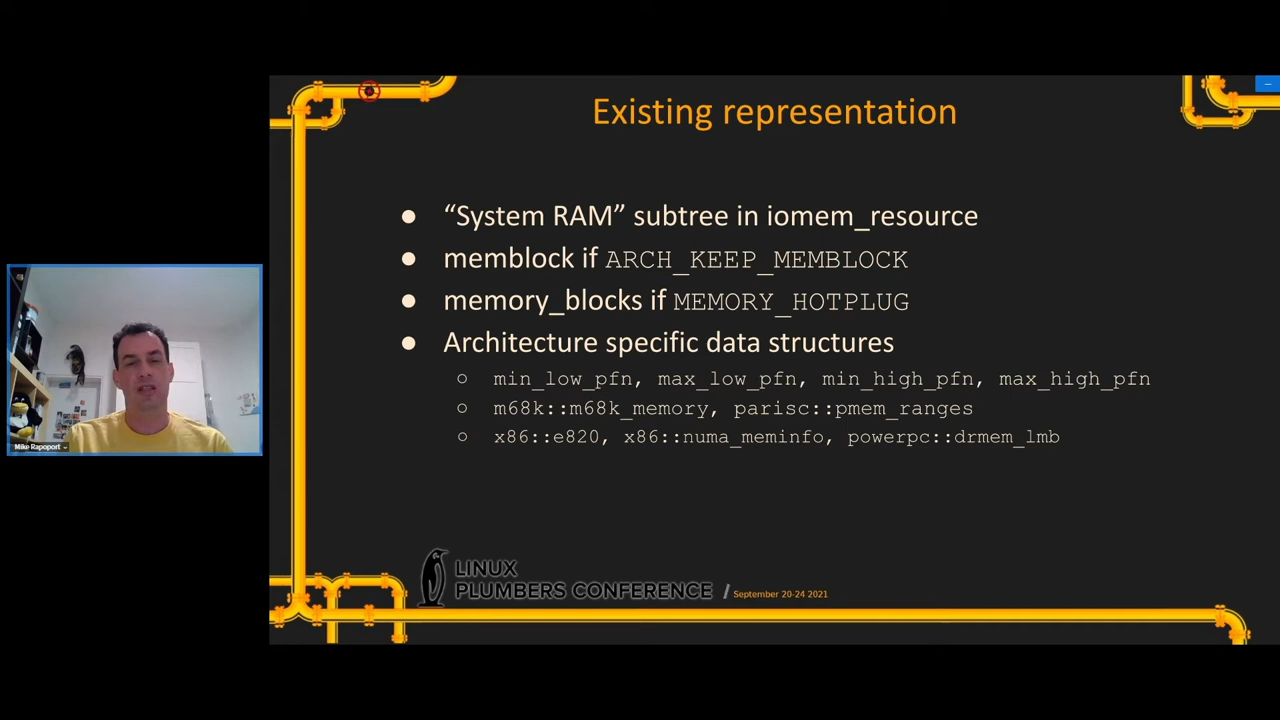 Existing representation
● “System RAM” subtree in iomem_resource
● memblock if ARCH_KEEP_MEMBLOCK
● memory_blocks if MEMORY_HOTPLUG
● Architecture specific data structures
○ min_low_pfn, max_low_pfn, min_high_pfn, max_high_pfn
○ m68k::m68k_memory, parisc::pmem_ranges
○ x86::e820, x86::numa_meminfo, powerpc::drmem_lmb
Mike Rapoport
LINUX
PLUMBERS CONFERENCE / September 20-24 2021